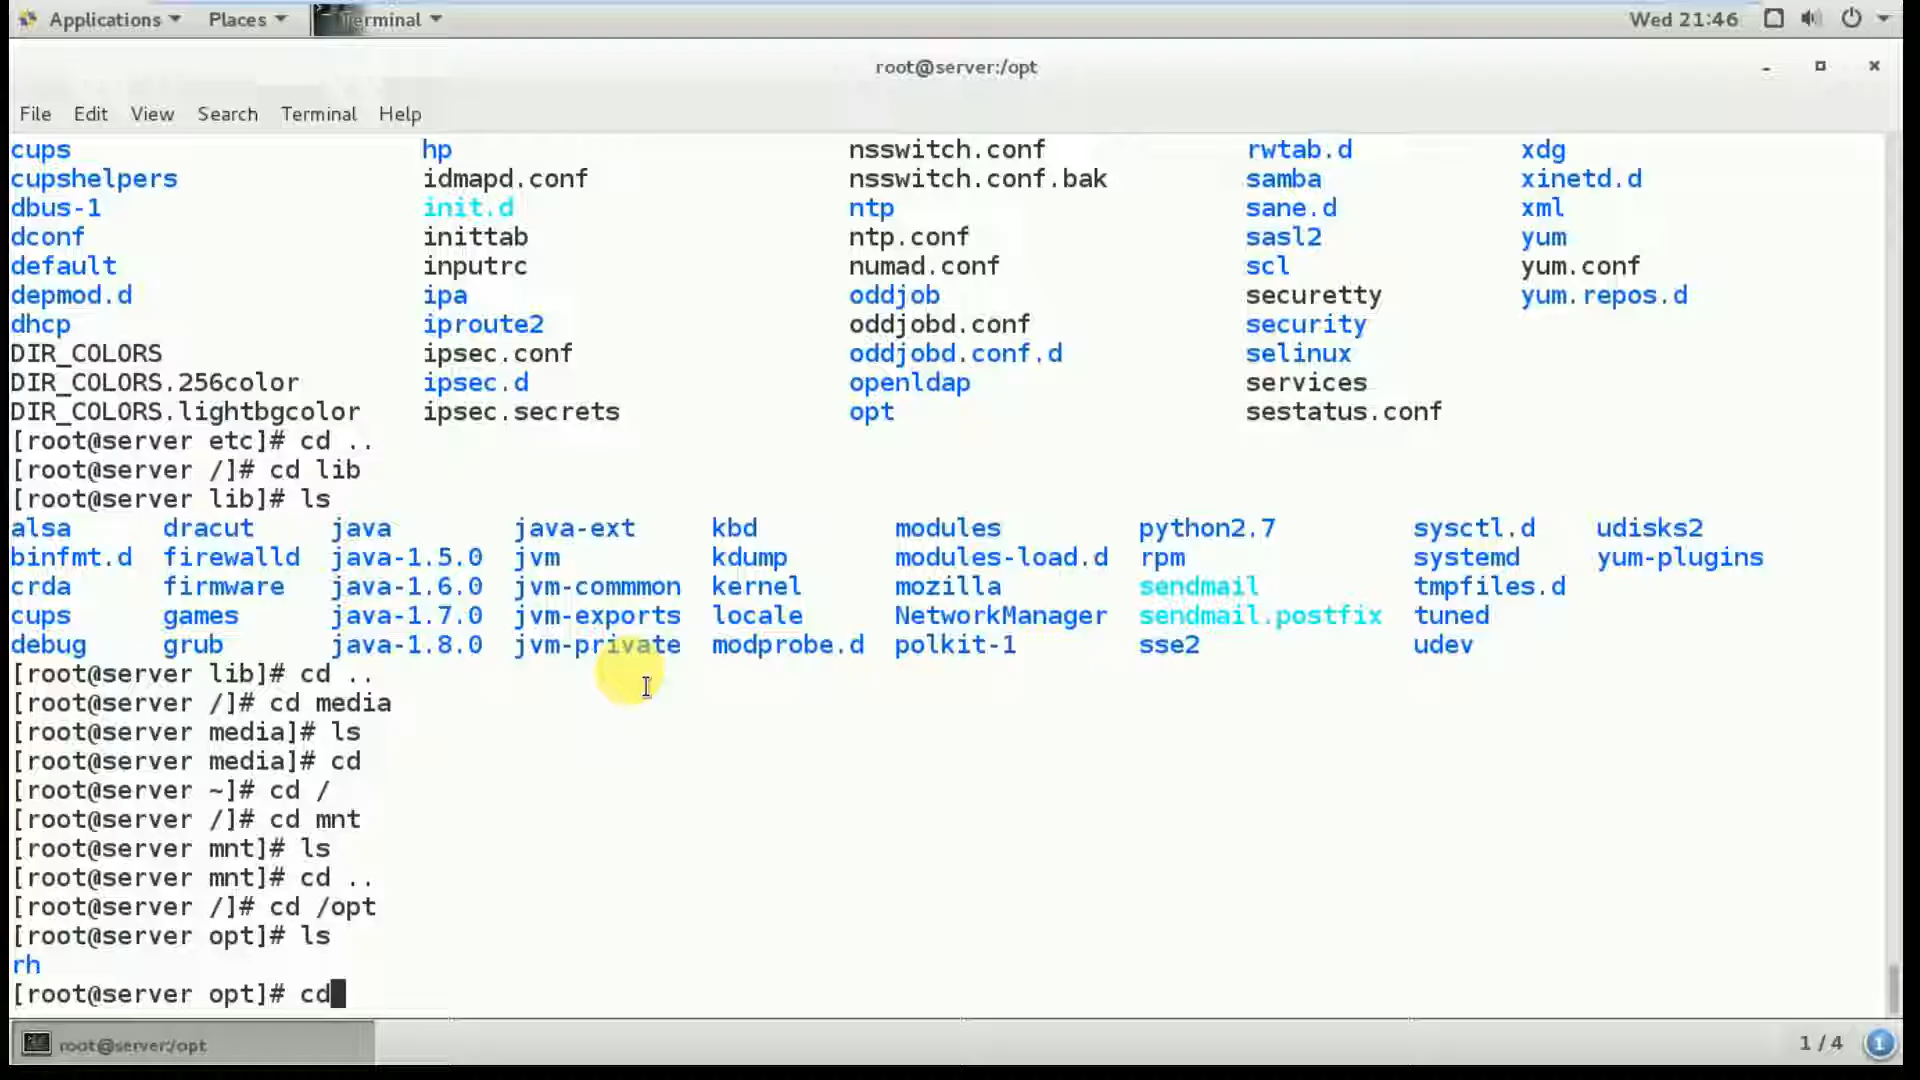 Applications Places Terminal Wed 21:46
root@server:/opt
File Edit View Search Terminal Help
cups hp nsswitch.conf rwtab.d xdg
cupshelpers idmapd.conf nsswitch.conf.bak samba xinetd.d
dbus-1 init.d ntp sane.d xml
dconf inittab ntp.conf sasl2 yum
default inputrc numad.conf scl yum.conf
depmod.d ipa oddjob securetty yum.repos.d
dhcp iproute2 oddjobd.conf security
DIR_COLORS ipsec.conf oddjobd.conf.d selinux
DIR_COLORS.256color ipsec.d openldap services
DIR_COLORS.lightbgcolor ipsec.secrets opt sestatus.conf
[root@server etc]# cd ..
[root@server /]# cd lib
[root@server lib]# ls
alsa dracut java java-ext kbd modules python2.7 sysctl.d udisks2
binfmt.d firewalld java-1.5.0 jvm kdump modules-load.d rpm systemd yum-plugins
crda firmware java-1.6.0 jvm-commmon kernel mozilla sendmail tmpfiles.d
cups games java-1.7.0 jvm-exports locale NetworkManager sendmail.postfix tuned
debug grub java-1.8.0 jvm-private modprobe.d polkit-1 sse2 udev
[root@server lib]# cd ..
[root@server /]# cd media
[root@server media]# ls
[root@server media]# cd
[root@server ~]# cd /
[root@server /]# cd mnt
[root@server mnt]# ls
[root@server mnt]# cd ..
[root@server /]# cd /opt
[root@server opt]# ls
rh
[root@server opt]# cd
root@server:/opt 1 / 4 1